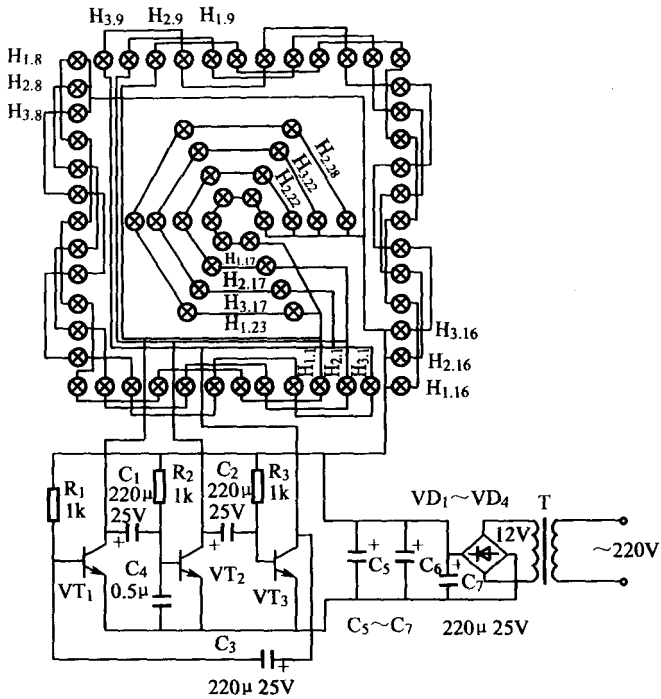 H3.9 H2.9 H1.9
H1.8
H2.8
H3.8
H2.28
H3.22
H2.22
H1.17
H2.17
H3.17
H1.23
H1.1
H2.1
H3.1
H3.16
H2.16
H1.16
R1
1k
C1
220μ
25V
R2
1k
C2
220μ
25V
R3
1k
VD1～VD4
T
12V
～220V
+
+
+
+
+
C5
C6
C7
VT1
C4
0.5μ
VT2
VT3
C3
+
220μ 25V
C5～C7
220μ 25V